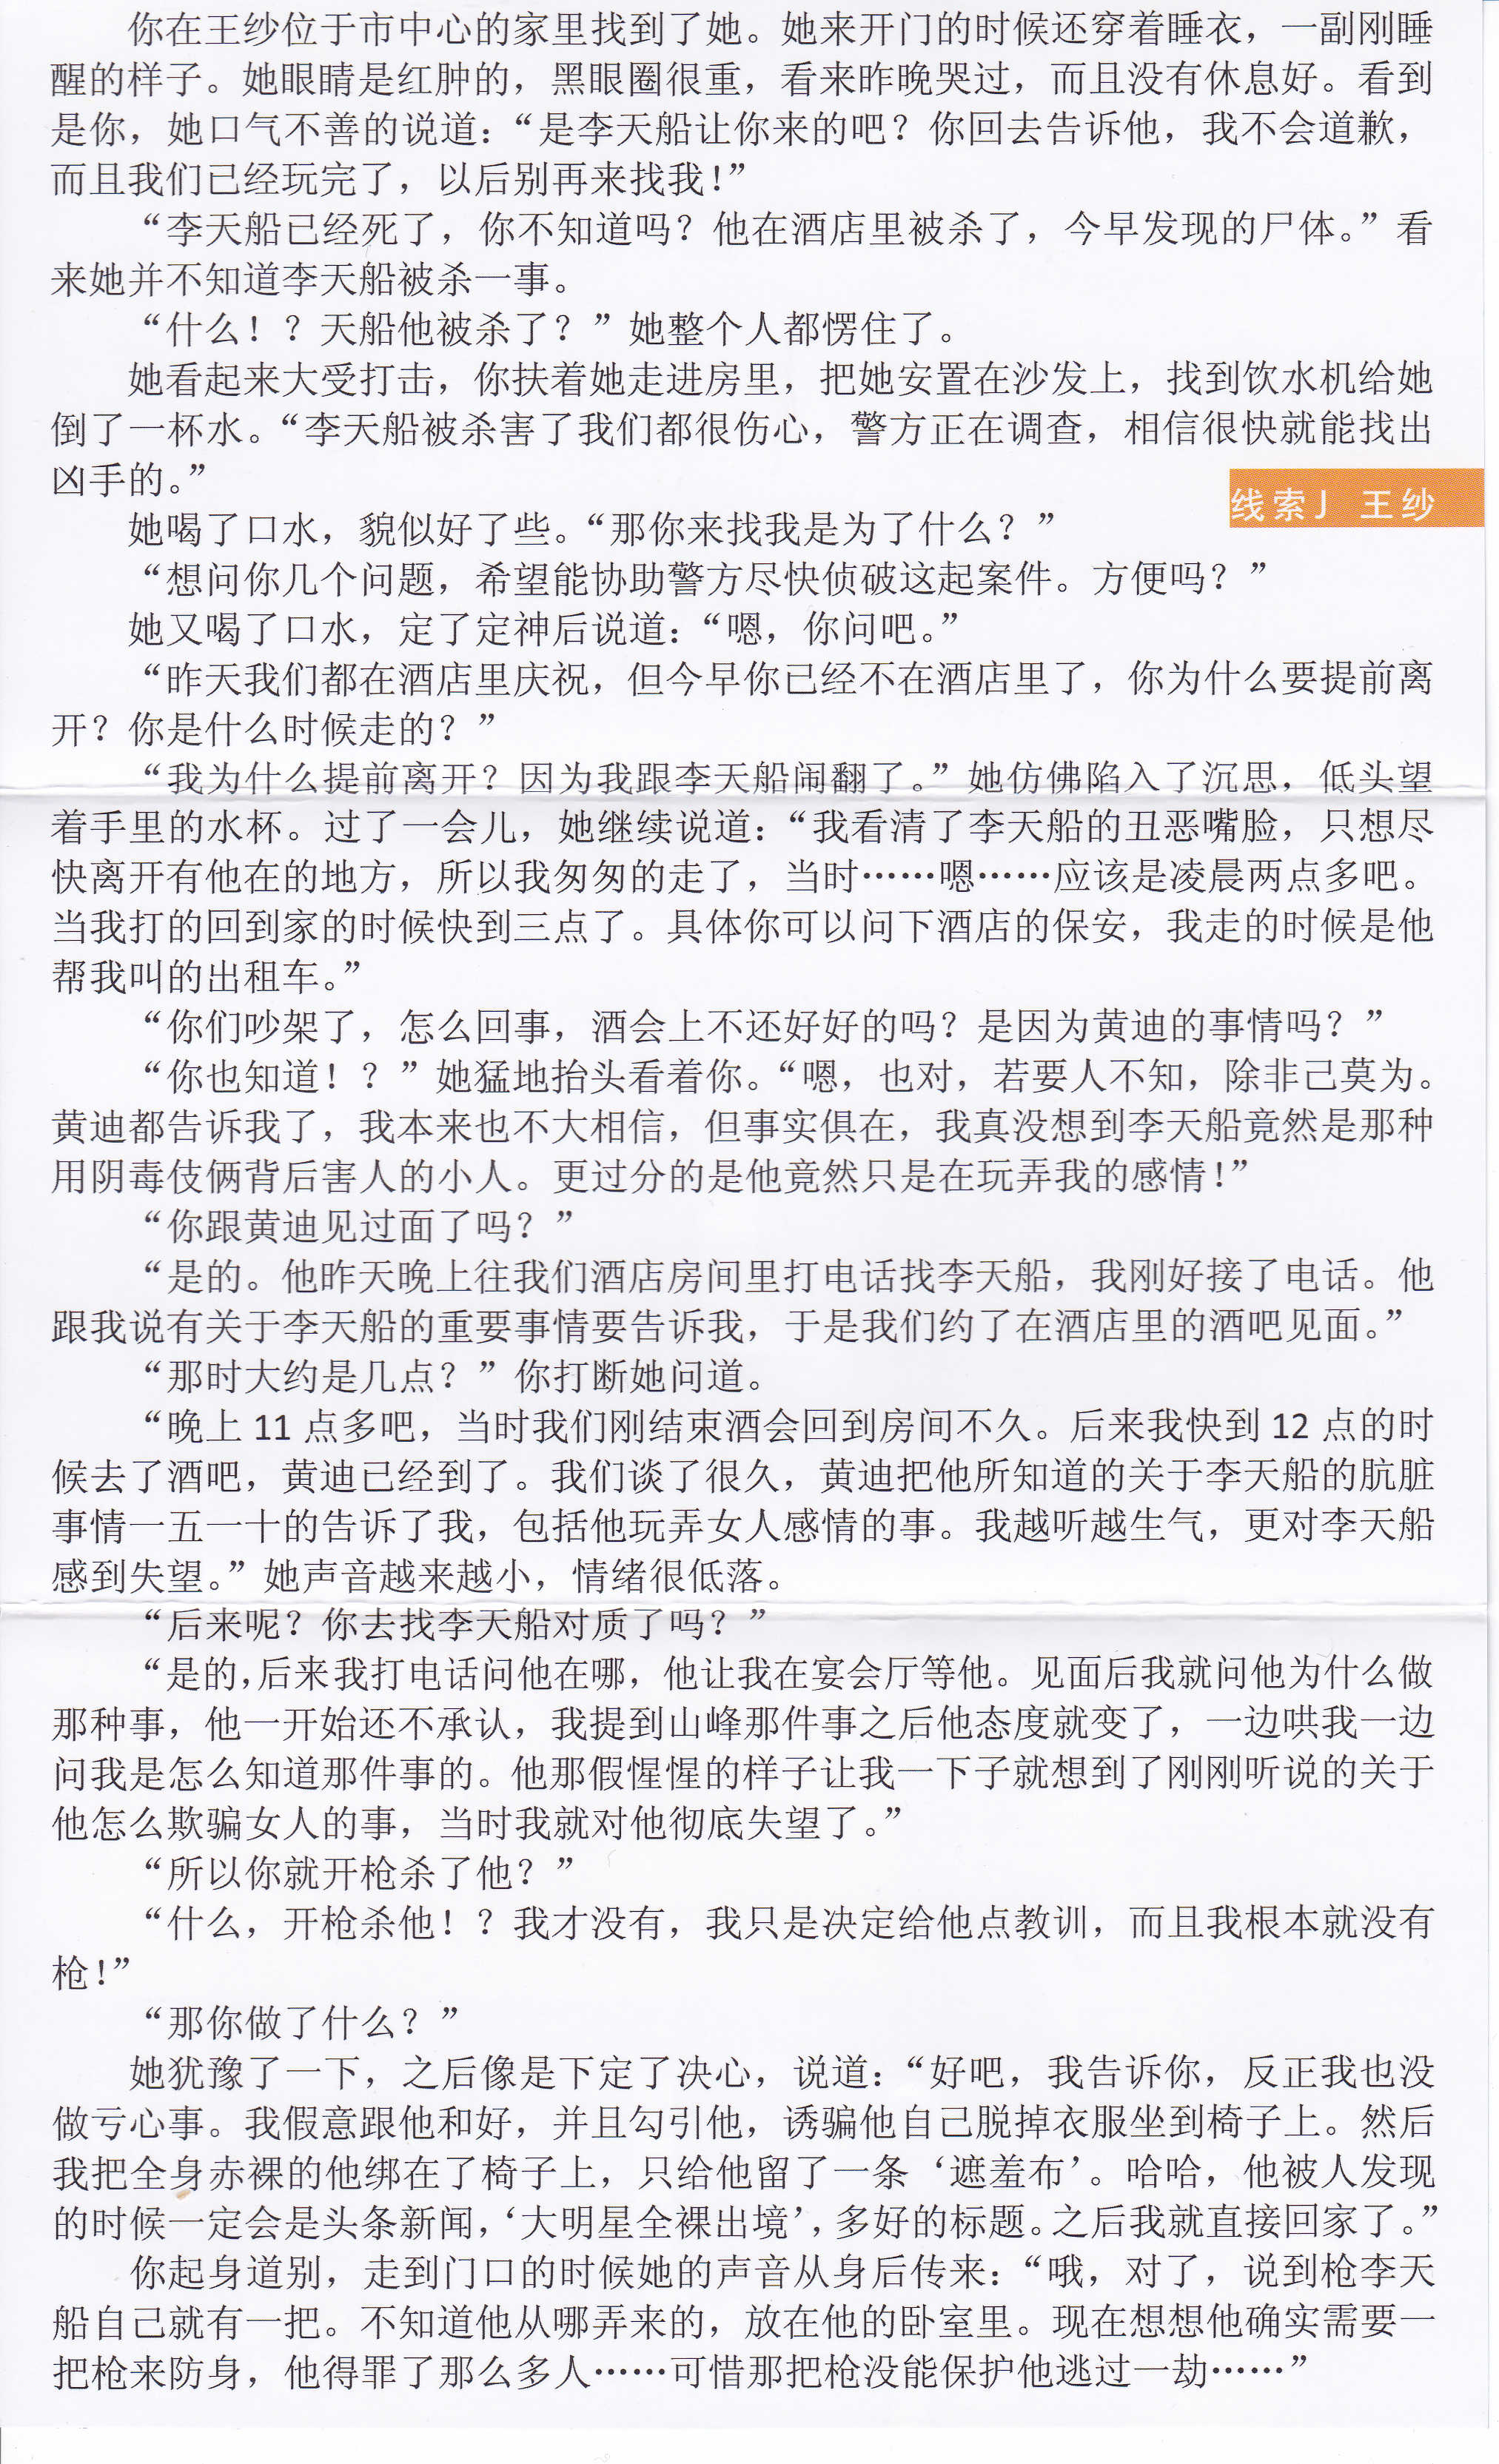 你在王纱位于市中心的家里找到了她。她来开门的时候还穿着睡衣，一副刚睡
醒的样子。她眼睛是红肿的，黑眼圈很重，看来昨晚哭过，而且没有休息好。看到
是你，她口气不善的说道：“是李天船让你来的吧？你回去告诉他，我不会道歉，
而且我们已经玩完了，以后别再来找我！”
“李天船已经死了，你不知道吗？他在酒店里被杀了，今早发现的尸体。”看
来她并不知道李天船被杀一事。
“什么！？天船他被杀了？”她整个人都愣住了。
她看起来大受打击，你扶着她走进房里，把她安置在沙发上，找到饮水机给她
倒了一杯水。“李天船被杀害了我们都很伤心，警方正在调查，相信很快就能找出
凶手的。”
线索J 王纱
她喝了口水，貌似好了些。“那你来找我是为了什么？”
“想问你几个问题，希望能协助警方尽快侦破这起案件。方便吗？”
她又喝了口水，定了定神后说道：“嗯，你问吧。”
“昨天我们都在酒店里庆祝，但今早你已经不在酒店里了，你为什么要提前离
开？你是什么时候走的？”
“我为什么提前离开？因为我跟李天船闹翻了。”她仿佛陷入了沉思，低头望
着手里的水杯。过了一会儿，她继续说道：“我看清了李天船的丑恶嘴脸，只想尽
快离开有他在的地方，所以我匆匆的走了，当时……嗯……应该是凌晨两点多吧。
当我打的回到家的时候快到三点了。具体你可以问下酒店的保安，我走的时候是他
帮我叫的出租车。”
“你们吵架了，怎么回事，酒会上不还好好的吗？是因为黄迪的事情吗？”
“你也知道！？”她猛地抬头看着你。“嗯，也对，若要人不知，除非己莫为。
黄迪都告诉我了，我本来也不大相信，但事实俱在，我真没想到李天船竟然是那种
用阴毒伎俩背后害人的小人。更过分的是他竟然只是在玩弄我的感情！”
“你跟黄迪见过面了吗？”
“是的。他昨天晚上往我们酒店房间里打电话找李天船，我刚好接了电话。他
跟我说有关于李天船的重要事情要告诉我，于是我们约了在酒店里的酒吧见面。”
“那时大约是几点？”你打断她问道。
“晚上 11 点多吧，当时我们刚结束酒会回到房间不久。后来我快到 12 点的时
候去了酒吧，黄迪已经到了。我们谈了很久，黄迪把他所知道的关于李天船的肮脏
事情一五一十的告诉了我，包括他玩弄女人感情的事。我越听越生气，更对李天船
感到失望。”她声音越来越小，情绪很低落。
“后来呢？你去找李天船对质了吗？”
“是的，后来我打电话问他在哪，他让我在宴会厅等他。见面后我就问他为什么做
那种事，他一开始还不承认，我提到山峰那件事之后他态度就变了，一边哄我一边
问我是怎么知道那件事的。他那假惺惺的样子让我一下子就想到了刚刚听说的关于
他怎么欺骗女人的事，当时我就对他彻底失望了。”
“所以你就开枪杀了他？”
“什么，开枪杀他！？我才没有，我只是决定给他点教训，而且我根本就没有
枪！”
“那你做了什么？”
她犹豫了一下，之后像是下定了决心，说道：“好吧，我告诉你，反正我也没
做亏心事。我假意跟他和好，并且勾引他，诱骗他自己脱掉衣服坐到椅子上。然后
我把全身赤裸的他绑在了椅子上，只给他留了一条‘遮羞布’。哈哈，他被人发现
的时候一定会是头条新闻，‘大明星全裸出境’，多好的标题。之后我就直接回家了。”
你起身道别，走到门口的时候她的声音从身后传来：“哦，对了，说到枪李天
船自己就有一把。不知道他从哪弄来的，放在他的卧室里。现在想想他确实需要一
把枪来防身，他得罪了那么多人……可惜那把枪没能保护他逃过一劫……”